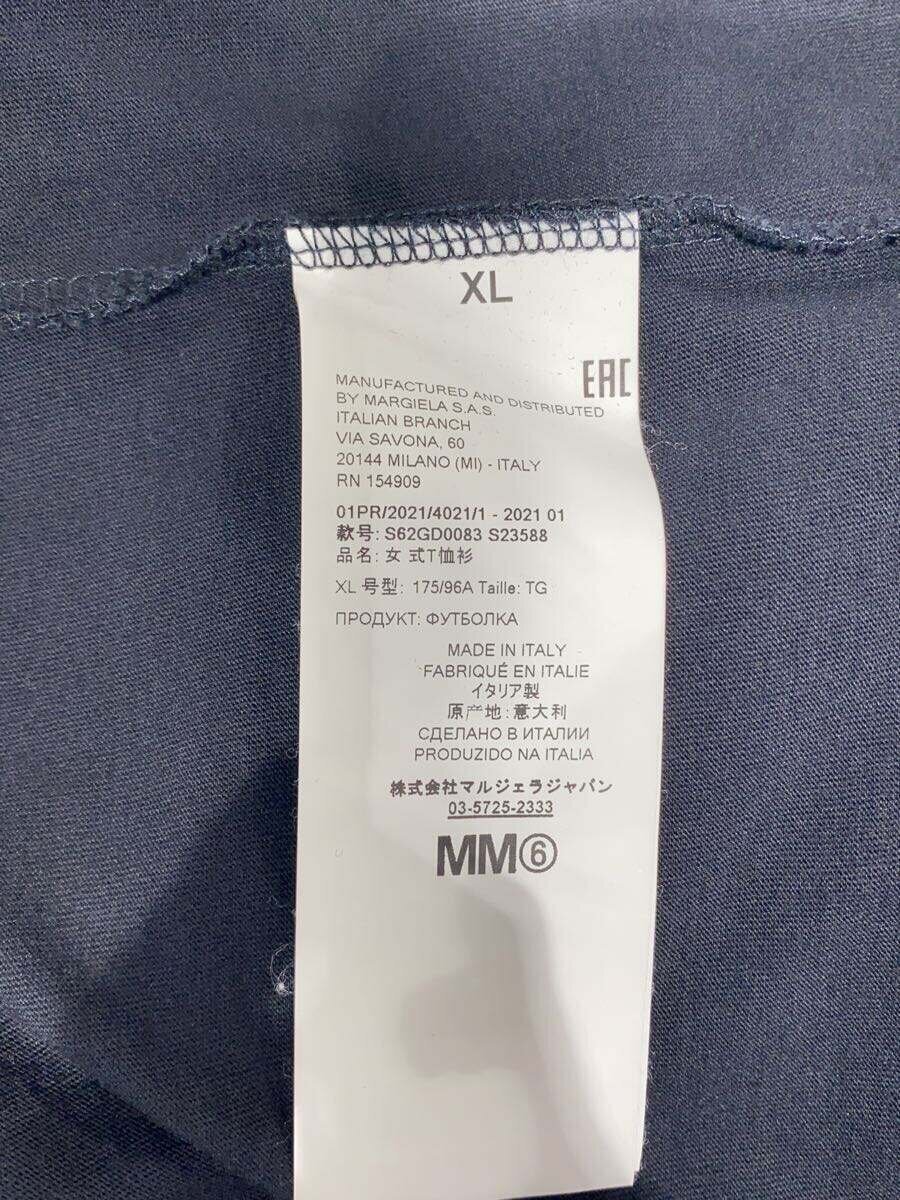 XL
EAC
MANUFACTURED AND DISTRIBUTED
BY MARGIELA S.A.S.
ITALIAN BRANCH
VIA SAVONA, 60
20144 MILANO (MI) - ITALY
RN 154909
01PR/2021/4021/1 - 2021 01
款号: S62GD0083 S23588
品名: 女 式T恤衫
XL 号型: 175/96A Taille: TG
ПРОДУКТ: ФУТБОЛКА
MADE IN ITALY
FABRIQUÉ EN ITALIE
イタリア製
原产地:意大利
СДЕЛАНО В ИТАЛИИ
PRODUZIDO NA ITALIA
株式会社マルジェラジャパン
03-5725-2333
MM⑥